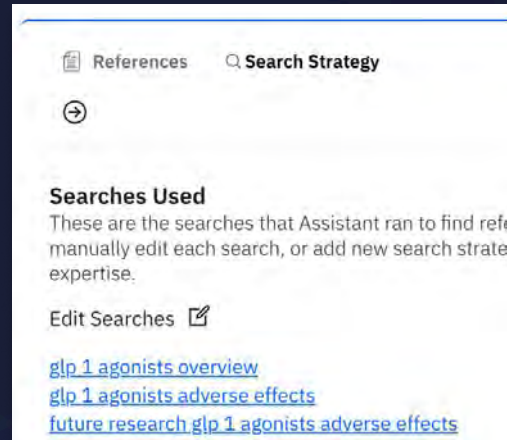 References Search Strategy
Searches Used
These are the searches that Assistant ran to find refe
manually edit each search, or add new search strate
expertise.
Edit Searches
glp 1 agonists overview
glp 1 agonists adverse effects
future research glp 1 agonists adverse effects